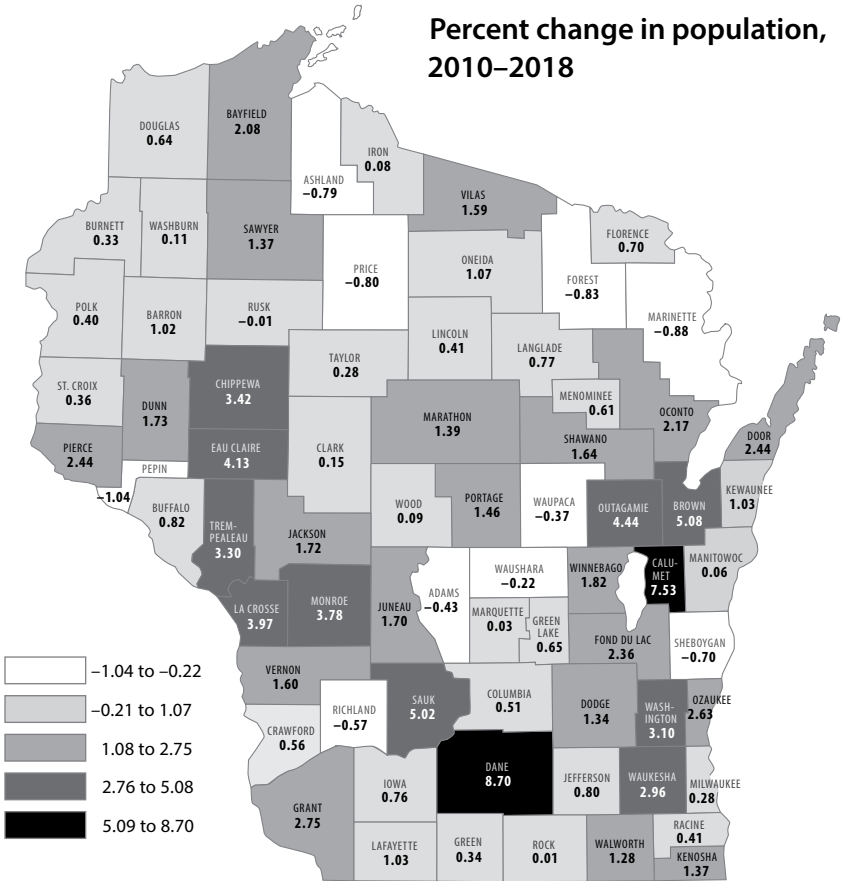 Percent change in population,
2010–2018
BAYFIELD
2.08
DOUGLAS
0.64
IRON
0.08
ASHLAND
–0.79
VILAS
1.59
BURNETT
0.33
WASHBURN
0.11
SAWYER
1.37
FLORENCE
0.70
ONEIDA
1.07
PRICE
–0.80
FOREST
–0.83
POLK
0.40
BARRON
1.02
RUSK
–0.01
MARINETTE
–0.88
LINCOLN
0.41
LANGLADE
0.77
TAYLOR
0.28
ST. CROIX
0.36
CHIPPEWA
3.42
MENOMINEE
0.61
DUNN
1.73
OCONTO
2.17
MARATHON
1.39
SHAWANO
1.64
DOOR
2.44
PIERCE
2.44
EAU CLAIRE
4.13
CLARK
0.15
PEPIN
–1.04
KEWAUNEE
1.03
BUFFALO
0.82
WOOD
0.09
PORTAGE
1.46
WAUPACA
–0.37
OUTAGAMIE
4.44
BROWN
5.08
TREM-
PEALEAU
3.30
JACKSON
1.72
MANITOWOC
0.06
WAUSHARA
–0.22
WINNEBAGO
1.82
CALU-
MET
7.53
LA CROSSE
3.97
MONROE
3.78
JUNEAU
1.70
ADAMS
–0.43
MARQUETTE
0.03
GREEN
LAKE
0.65
FOND DU LAC
2.36
SHEBOYGAN
–0.70
VERNON
1.60
RICHLAND
–0.57
SAUK
5.02
COLUMBIA
0.51
DODGE
1.34
WASH-
INGTON
3.10
OZAUKEE
2.63
CRAWFORD
0.56
DANE
8.70
JEFFERSON
0.80
WAUKESHA
2.96
MILWAUKEE
0.28
IOWA
0.76
GRANT
2.75
LAFAYETTE
1.03
GREEN
0.34
ROCK
0.01
WALWORTH
1.28
RACINE
0.41
KENOSHA
1.37
–1.04 to –0.22
–0.21 to 1.07
1.08 to 2.75
2.76 to 5.08
5.09 to 8.70